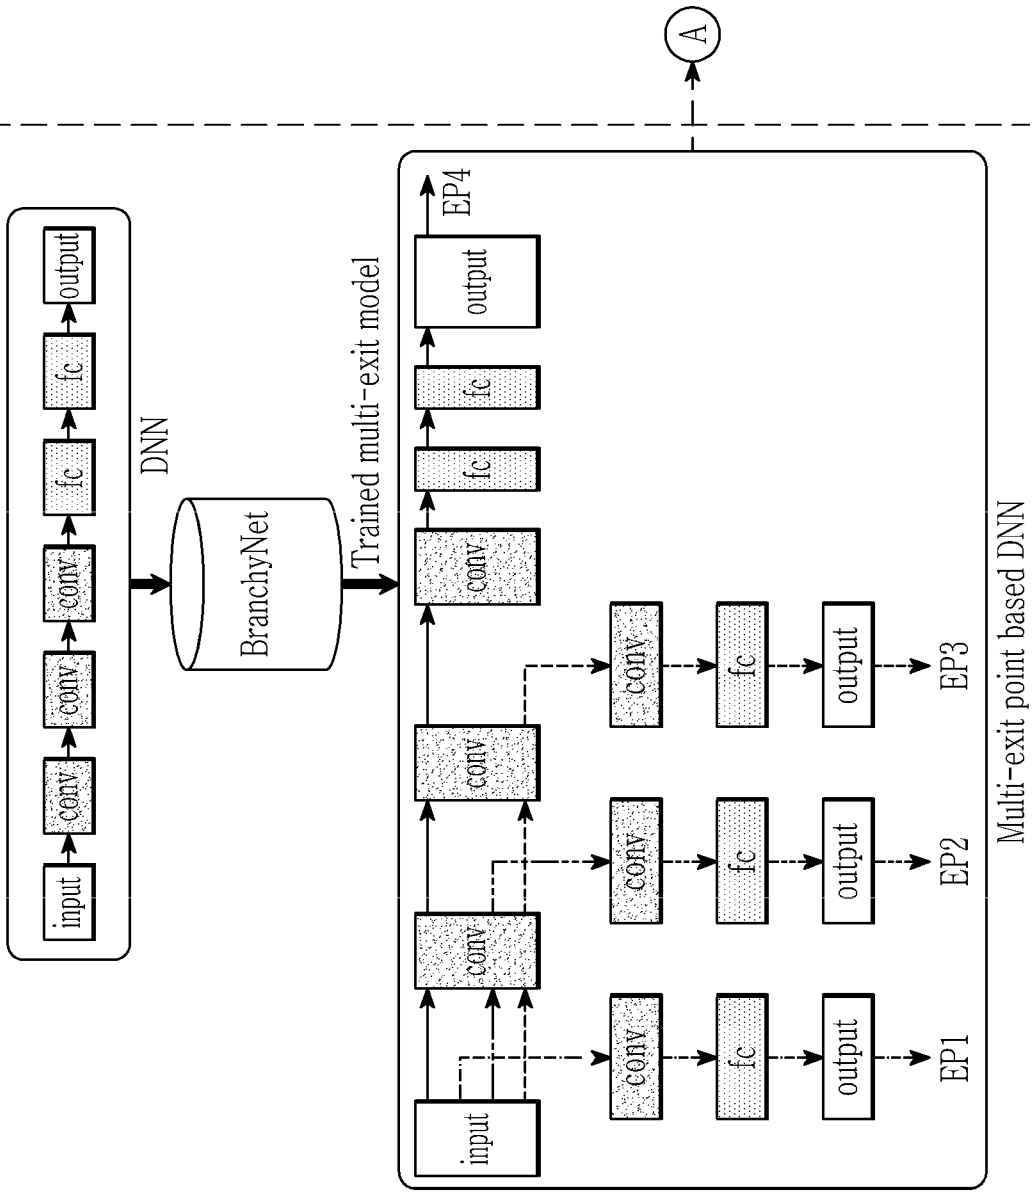 input
conv
conv
conv
fc
fc
output
DNN
BranchyNet
Trained multi-exit model
input
conv
conv
conv
fc
fc
output
EP4
conv
fc
output
EP1
conv
fc
output
EP2
conv
fc
output
EP3
Multi-exit point based DNN
A